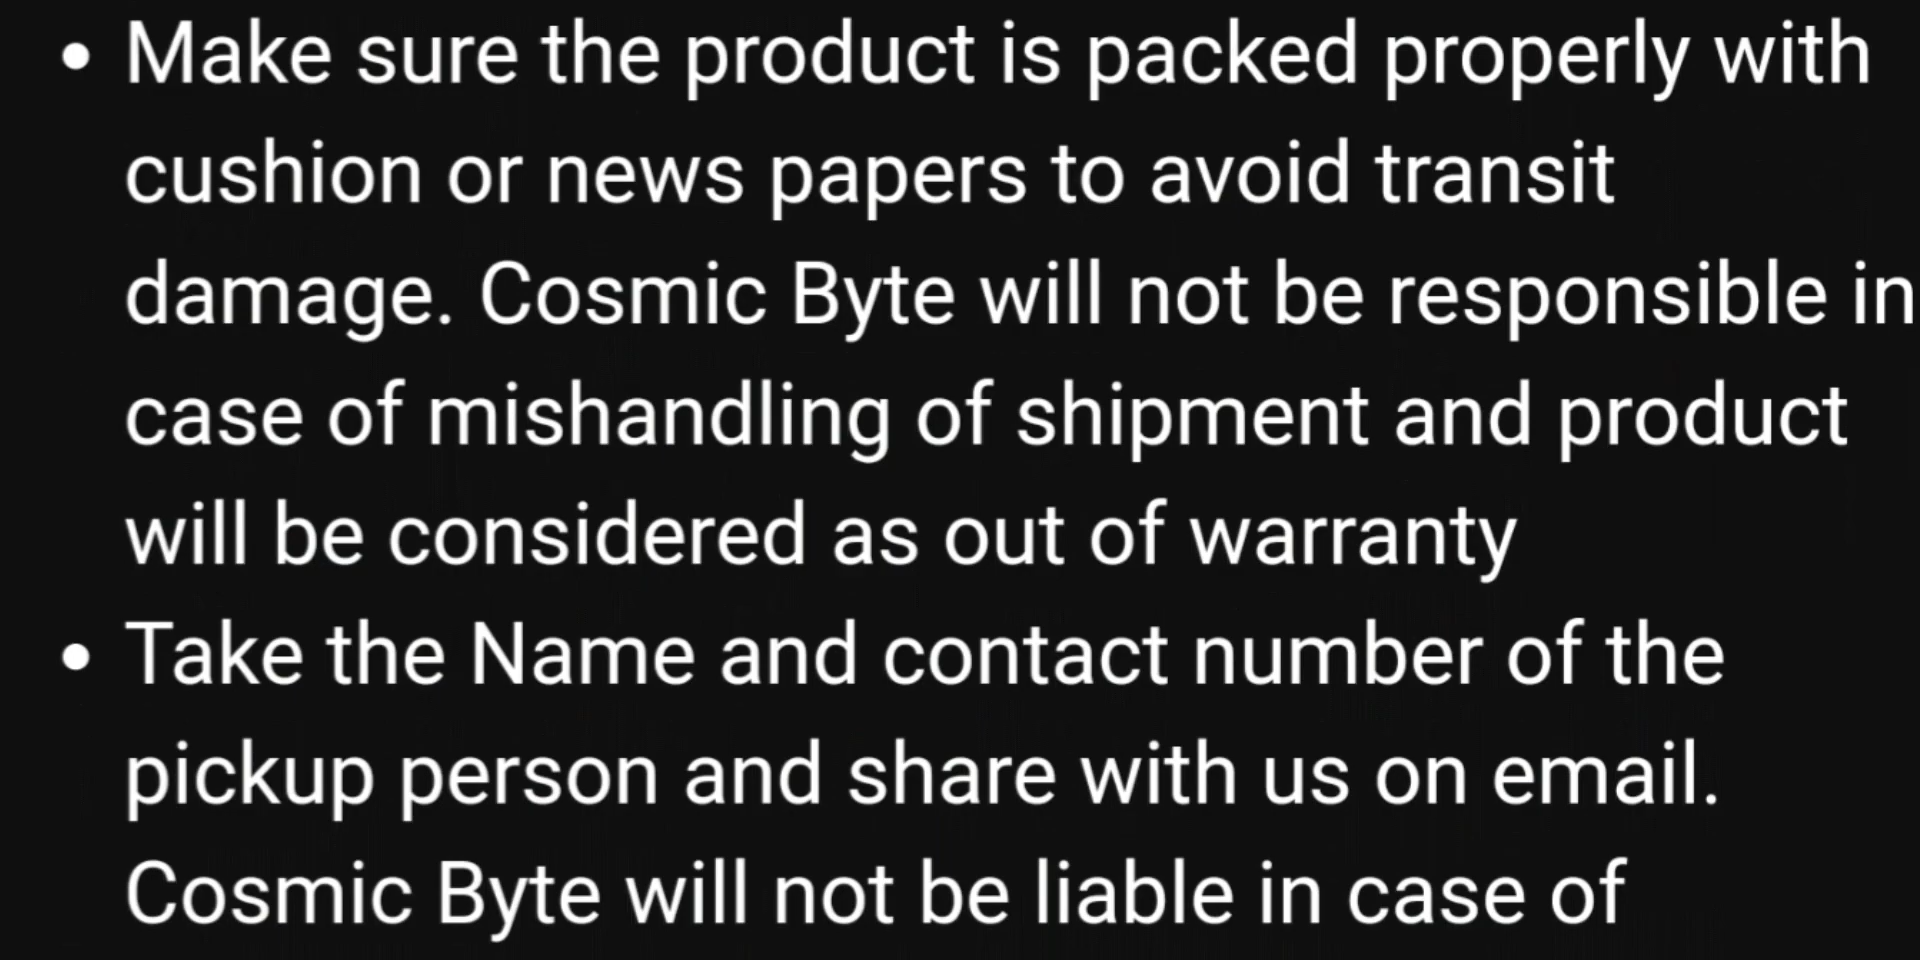 • Make sure the product is packed properly with
cushion or news papers to avoid transit
damage. Cosmic Byte will not be responsible in
case of mishandling of shipment and product
will be considered as out of warranty
• Take the Name and contact number of the
pickup person and share with us on email.
Cosmic Byte will not be liable in case of